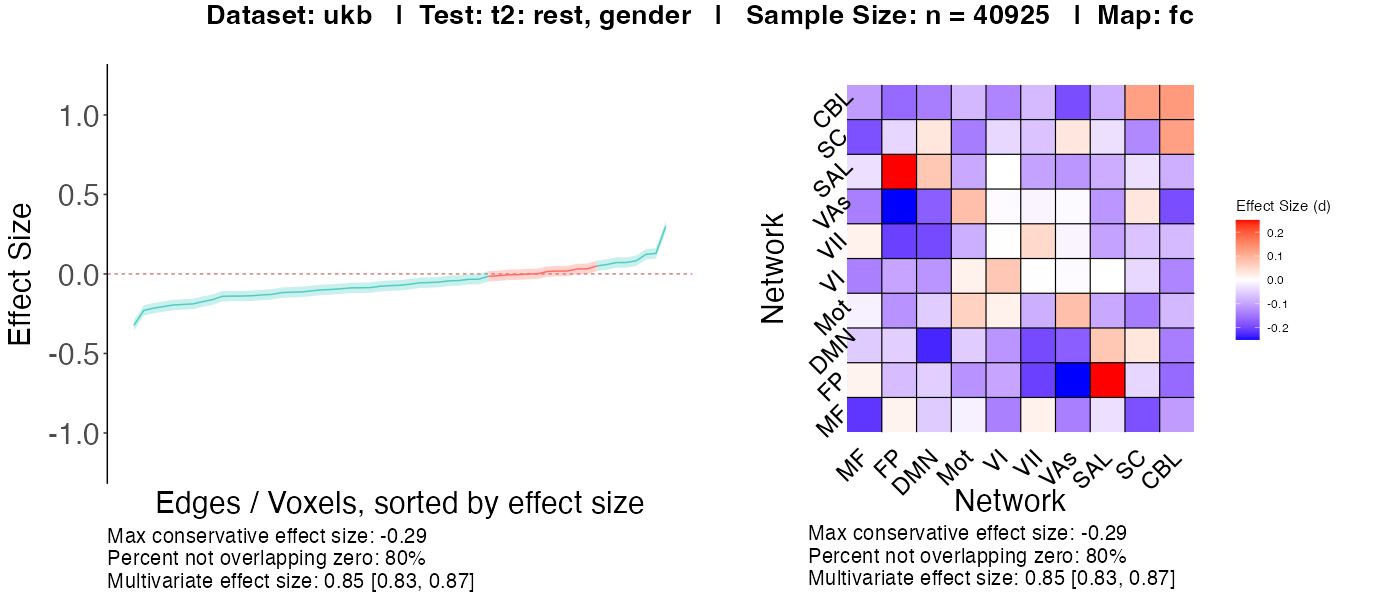 Dataset: ukb | Test: t2: rest, gender | Sample Size: n = 40925 | Map: fc
Effect Size
1.0
0.5
0.0
-0.5
-1.0
Edges / Voxels, sorted by effect size
Max conservative effect size: -0.29
Percent not overlapping zero: 80%
Multivariate effect size: 0.85 [0.83, 0.87]
Network
CBL
SC
SAL
VAs
VII
VI
Mot
DMN
FP
MF
MF FP DMN Mot VI VII VAs SAL SC CBL
Network
Max conservative effect size: -0.29
Percent not overlapping zero: 80%
Multivariate effect size: 0.85 [0.83, 0.87]
Effect Size (d)
0.2
0.1
0.0
-0.1
-0.2